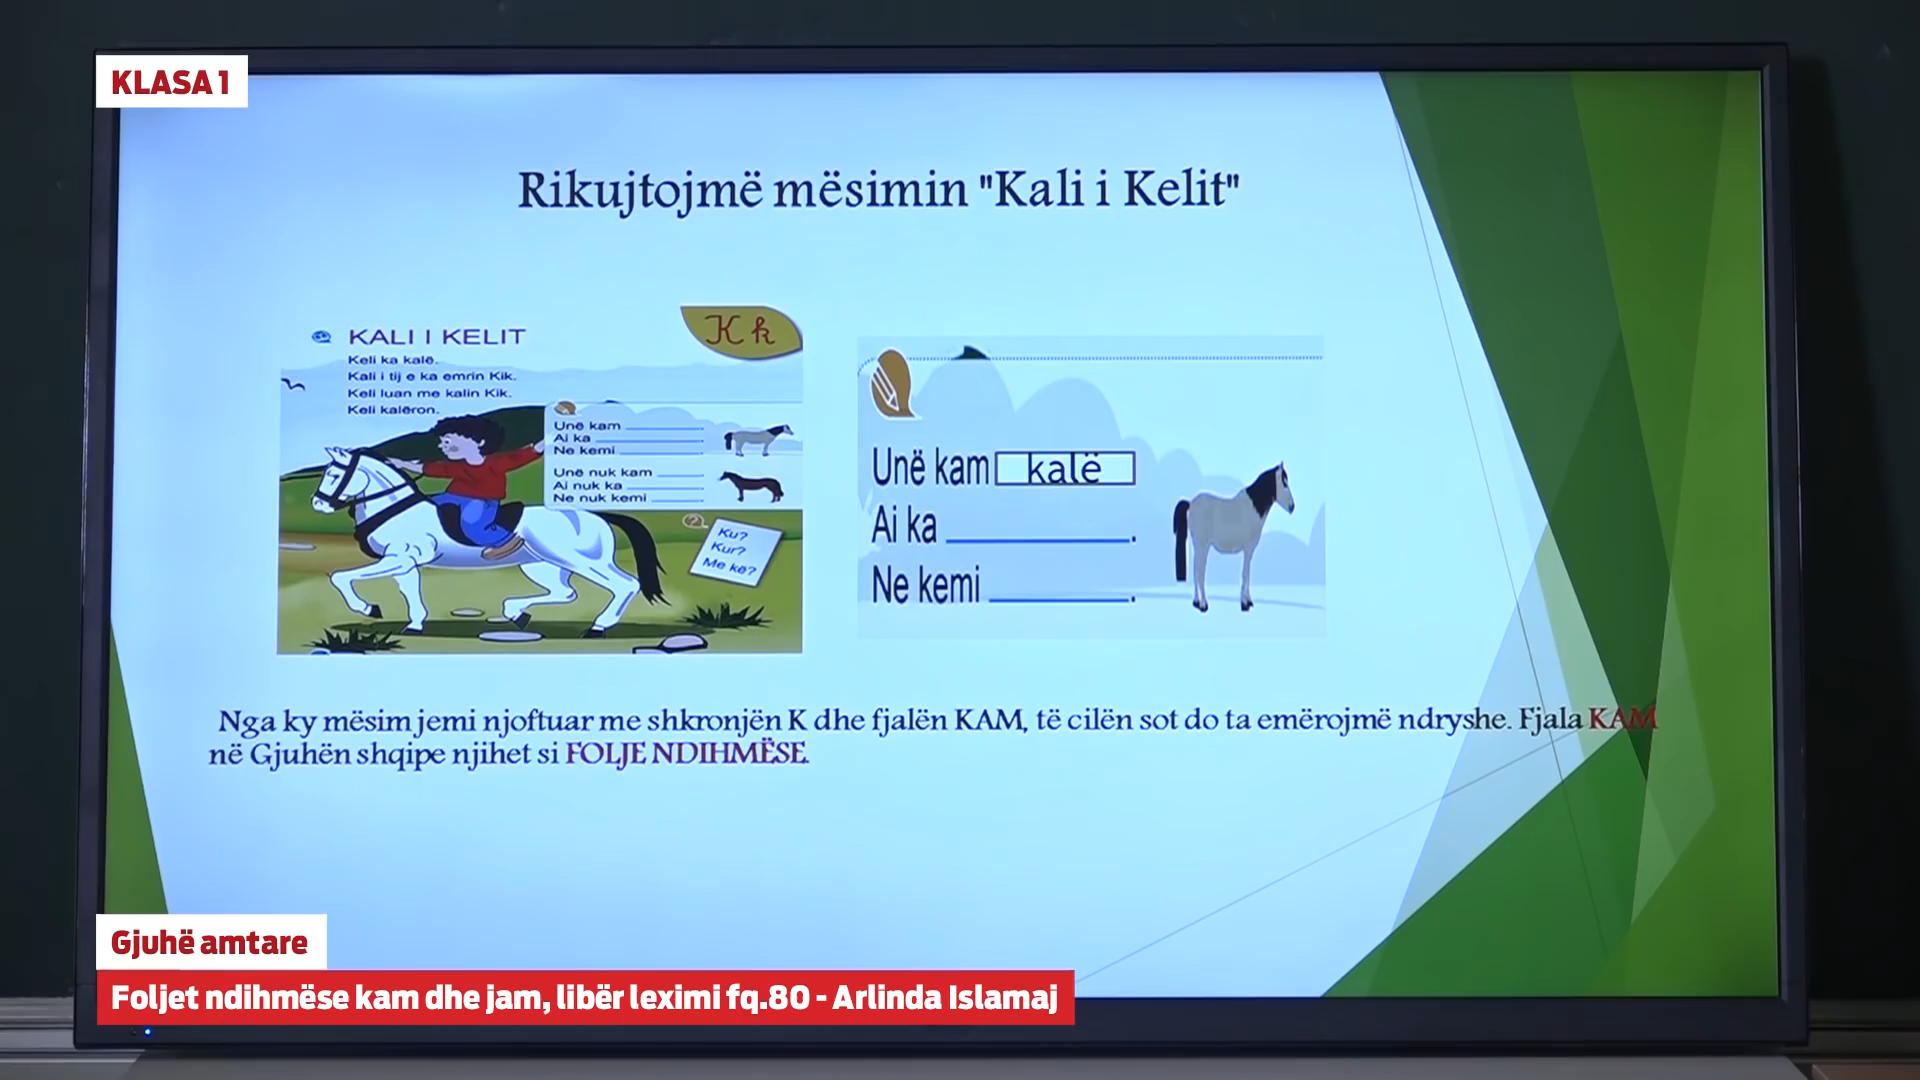 KLASA 1
Rikujtojmë mësimin "Kali i Kelit"
K k
KALI I KELIT
Keli ka kalë.
Kali i tij e ka emrin Kik.
Keli luan me kalin Kik.
Keli kalëron.
Unë kam
Ai ka
Ne kemi
Unë nuk kam
Ai nuk ka
Ne nuk kemi
Ku?
Kur?
Me kë?
Unë kam kalë
Ai ka ________.
Ne kemi ________.
Nga ky mësim jemi njoftuar me shkronjën K dhe fjalën KAM, të cilën sot do ta emërojmë ndryshe. Fjala KAM
në Gjuhën shqipe njihet si FOLJE NDIHMËSE.
Gjuhë amtare
Foljet ndihmëse kam dhe jam, libër leximi fq.80 - Arlinda Islamaj